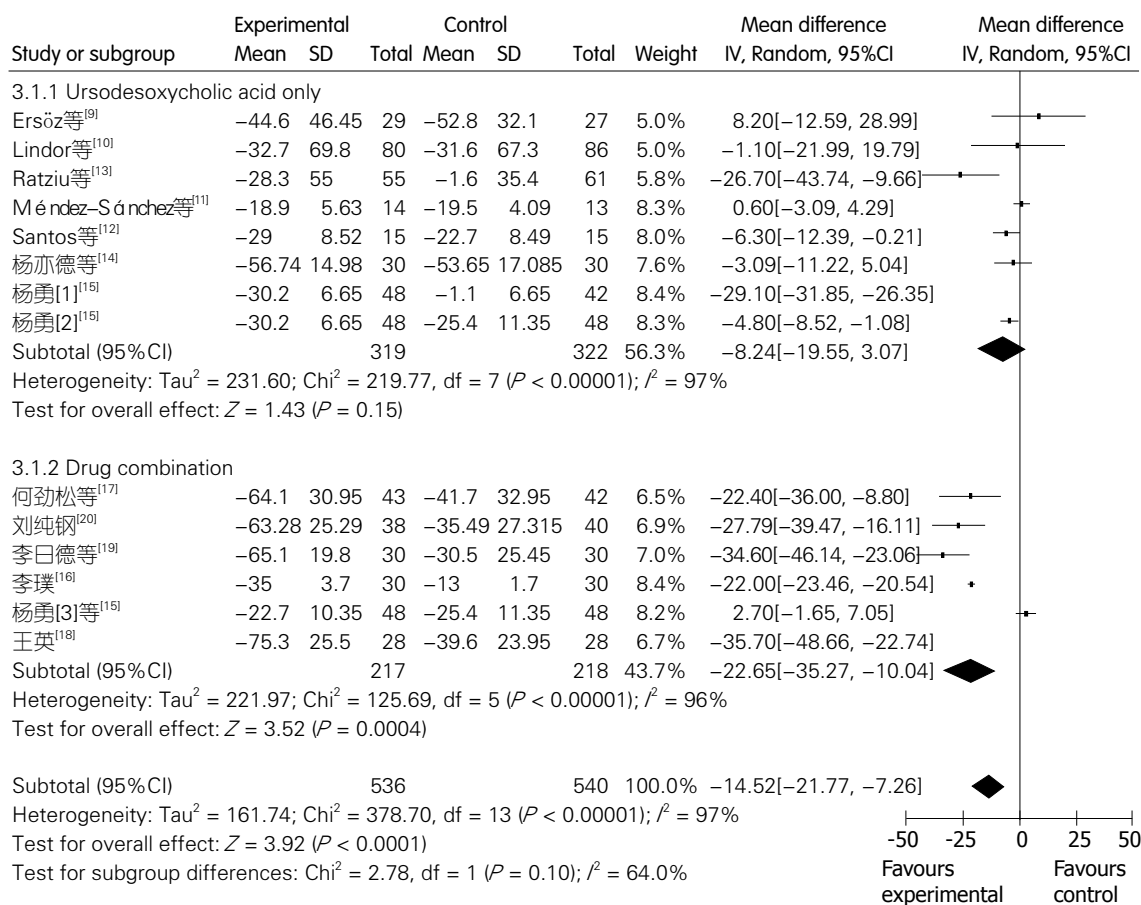 Experimental Control Mean difference Mean difference
Study or subgroup Mean SD Total Mean SD Total Weight IV, Random, 95%CI IV, Random, 95%CI
3.1.1 Ursodesoxycholic acid only
Ersöz等[9] −44.6 46.45 29 −52.8 32.1 27 5.0% 8.20[−12.59, 28.99]
Lindor等[10] −32.7 69.8 80 −31.6 67.3 86 5.0% −1.10[−21.99, 19.79]
Ratziu等[13] −28.3 55 55 −1.6 35.4 61 5.8% −26.70[−43.74, −9.66]
Méndez–Sánchez等[11] −18.9 5.63 14 −19.5 4.09 13 8.3% 0.60[−3.09, 4.29]
Santos等[12] −29 8.52 15 −22.7 8.49 15 8.0% −6.30[−12.39, −0.21]
杨亦德等[14] −56.74 14.98 30 −53.65 17.085 30 7.6% −3.09[−11.22, 5.04]
杨勇[1][15] −30.2 6.65 48 −1.1 6.65 42 8.4% −29.10[−31.85, −26.35]
杨勇[2][15] −30.2 6.65 48 −25.4 11.35 48 8.3% −4.80[−8.52, −1.08]
Subtotal (95%CI) 319 322 56.3% −8.24[−19.55, 3.07]
Heterogeneity: Tau² = 231.60; Chi² = 219.77, df = 7 (P < 0.00001); I² = 97%
Test for overall effect: Z = 1.43 (P = 0.15)
3.1.2 Drug combination
何劲松等[17] −64.1 30.95 43 −41.7 32.95 42 6.5% −22.40[−36.00, −8.80]
刘纯钢[20] −63.28 25.29 38 −35.49 27.315 40 6.9% −27.79[−39.47, −16.11]
李日德等[19] −65.1 19.8 30 −30.5 25.45 30 7.0% −34.60[−46.14, −23.06]
李璞[16] −35 3.7 30 −13 1.7 30 8.4% −22.00[−23.46, −20.54]
杨勇[3]等[15] −22.7 10.35 48 −25.4 11.35 48 8.2% 2.70[−1.65, 7.05]
王英[18] −75.3 25.5 28 −39.6 23.95 28 6.7% −35.70[−48.66, −22.74]
Subtotal (95%CI) 217 218 43.7% −22.65[−35.27, −10.04]
Heterogeneity: Tau² = 221.97; Chi² = 125.69, df = 5 (P < 0.00001); I² = 96%
Test for overall effect: Z = 3.52 (P = 0.0004)
Subtotal (95%CI) 536 540 100.0% −14.52[−21.77, −7.26]
Heterogeneity: Tau² = 161.74; Chi² = 378.70, df = 13 (P < 0.00001); I² = 97%
Test for overall effect: Z = 3.92 (P < 0.0001)
Test for subgroup differences: Chi² = 2.78, df = 1 (P = 0.10); I² = 64.0%
-50 -25 0 25 50
Favours Favours
experimental control